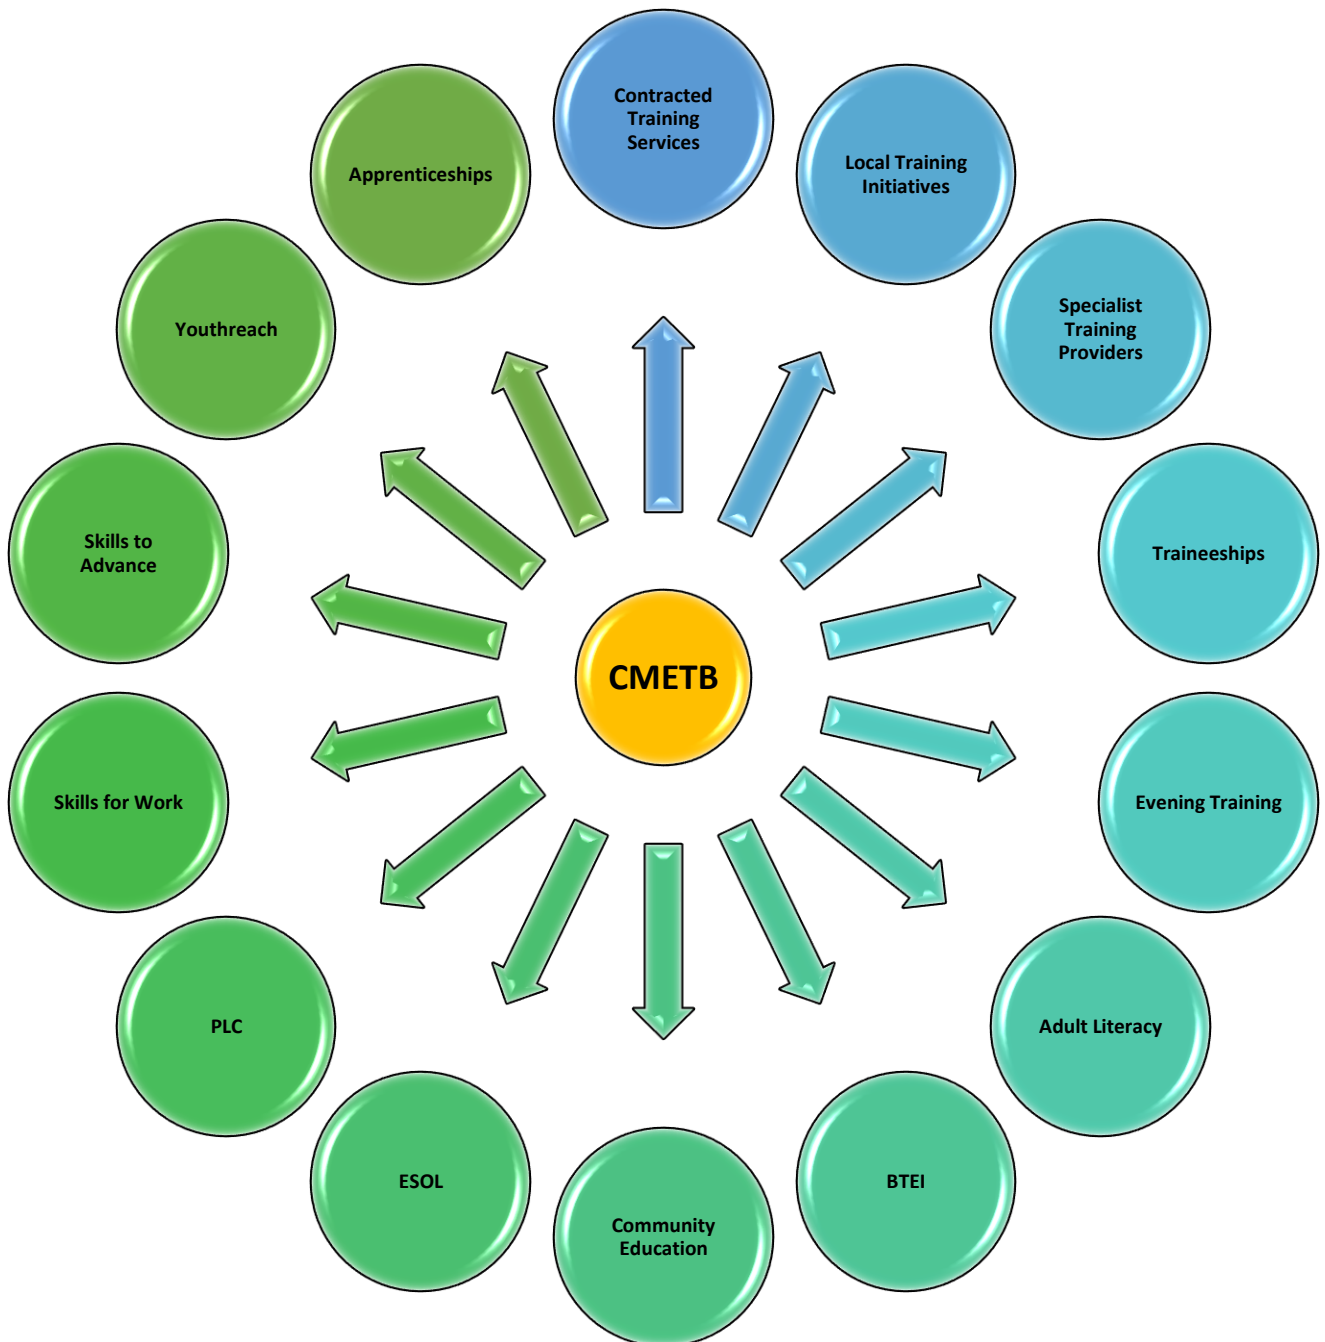 Contracted
Training
Services
Local Training
Initiatives
Specialist
Training
Providers
Traineeships
Evening Training
Adult Literacy
BTEI
Community
Education
ESOL
PLC
Skills for Work
Skills to
Advance
Youthreach
Apprenticeships
CMETB